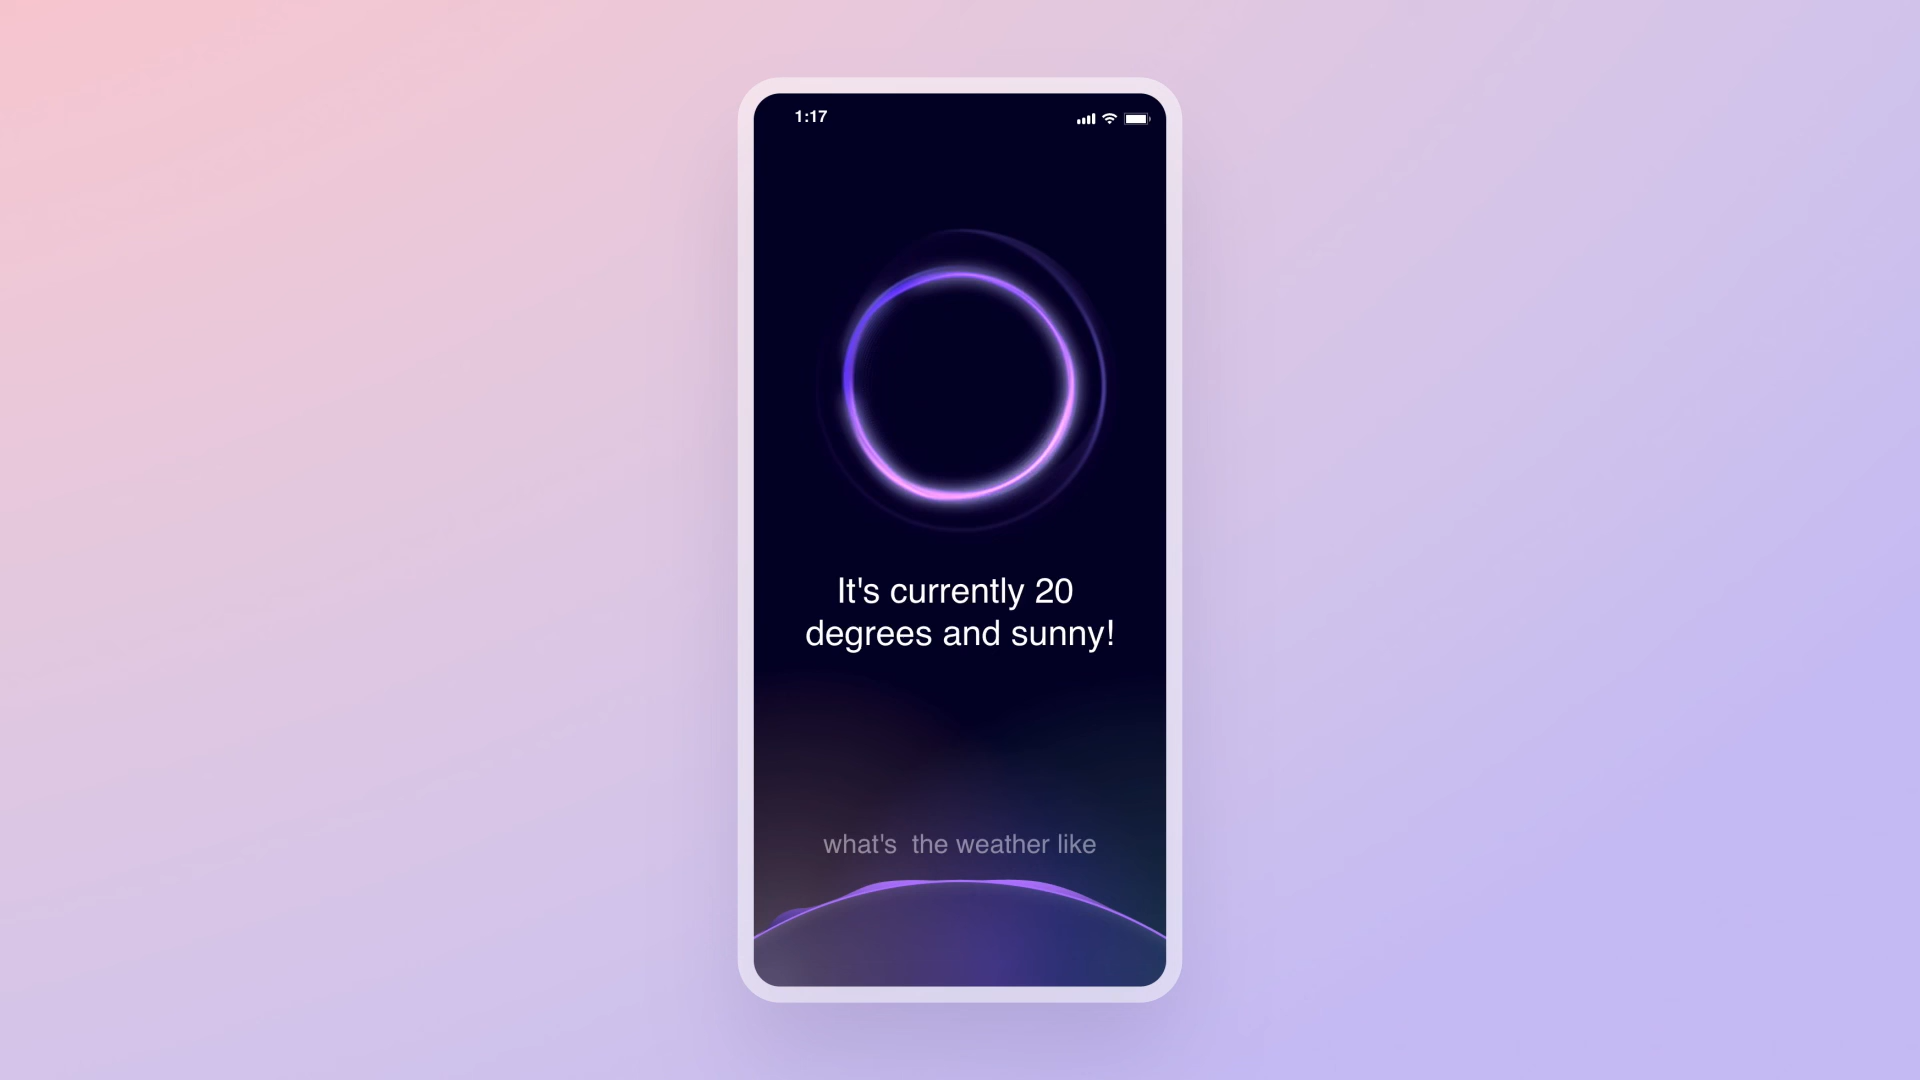 1:17
It's currently 20
degrees and sunny!
what's  the weather like